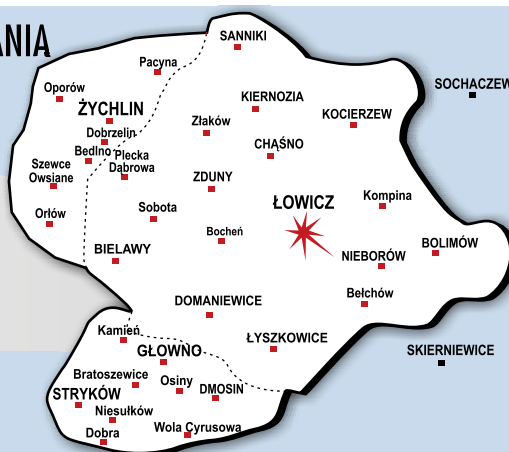 ANIĄ
SANNIKI
Pacyna
SOCHACZEW
Oporów
KIERNOZIA
ŻYCHLIN
KOCIERZEW
Złaków
Dobrzelin
CHĄŚNO
Bedlno
Plecka
Dąbrowa
Szewce
Owsiane
ZDUNY
Kompina
ŁOWICZ
Orłów
Sobota
Bocheń
BOLIMÓW
BIELAWY
NIEBORÓW
Bełchów
DOMANIEWICE
Kamień
ŁYSZKOWICE
GŁOWNO
SKIERNIEWICE
Bratoszewice
Osiny
DMOSIN
STRYKÓW
Niesułków
Wola Cyrusowa
Dobra